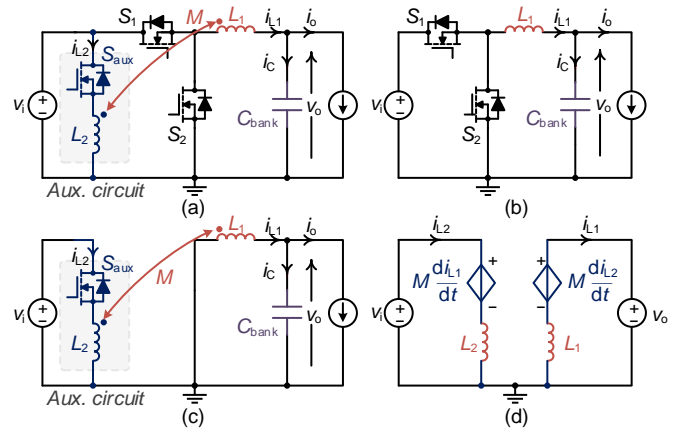 S1 M L1 iL1 io
iL2 Saux iC
vi L2 S2 Cbank vo
Aux. circuit
(a)
S1 L1 iL1 io
iC
vi S2 Cbank vo
(b)
L1 iL1 io
iL2 Saux M iC
vi L2 Cbank vo
Aux. circuit
(c)
iL2 iL1
+ +
M diL1/dt M diL2/dt
− −
vi L2 L1 vo
(d)